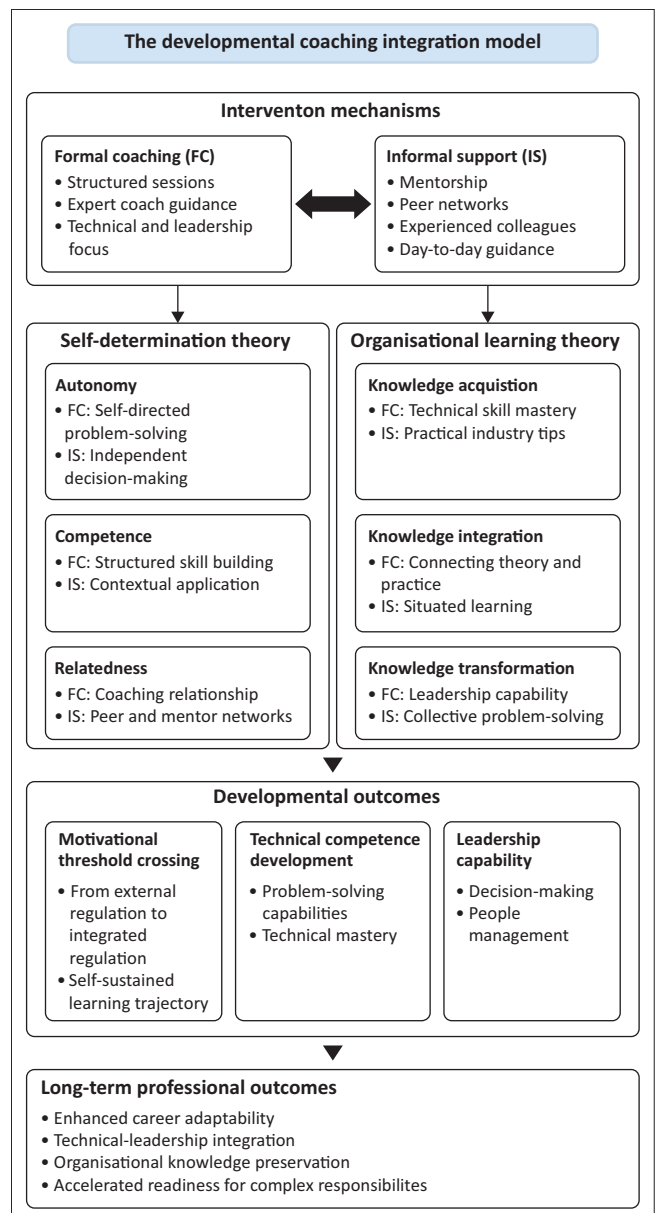 The developmental coaching integration model
Interventon mechanisms
Formal coaching (FC)
• Structured sessions
• Expert coach guidance
• Technical and leadership
focus
Informal support (IS)
• Mentorship
• Peer networks
• Experienced colleagues
• Day-to-day guidance
Self-determination theory
Autonomy
• FC: Self-directed
problem-solving
• IS: Independent
decision-making
Competence
• FC: Structured skill building
• IS: Contextual application
Relatedness
• FC: Coaching relationship
• IS: Peer and mentor networks
Organisational learning theory
Knowledge acquistion
• FC: Technical skill mastery
• IS: Practical industry tips
Knowledge integration
• FC: Connecting theory and
practice
• IS: Situated learning
Knowledge transformation
• FC: Leadership capability
• IS: Collective problem-solving
Developmental outcomes
Motivational
threshold crossing
• From external
regulation to
integrated
regulation
• Self-sustained
learning trajectory
Technical competence
development
• Problem-solving
capabilities
• Technical mastery
Leadership
capability
• Decision-making
• People
management
Long-term professional outcomes
• Enhanced career adaptability
• Technical-leadership integration
• Organisational knowledge preservation
• Accelerated readiness for complex responsibilites